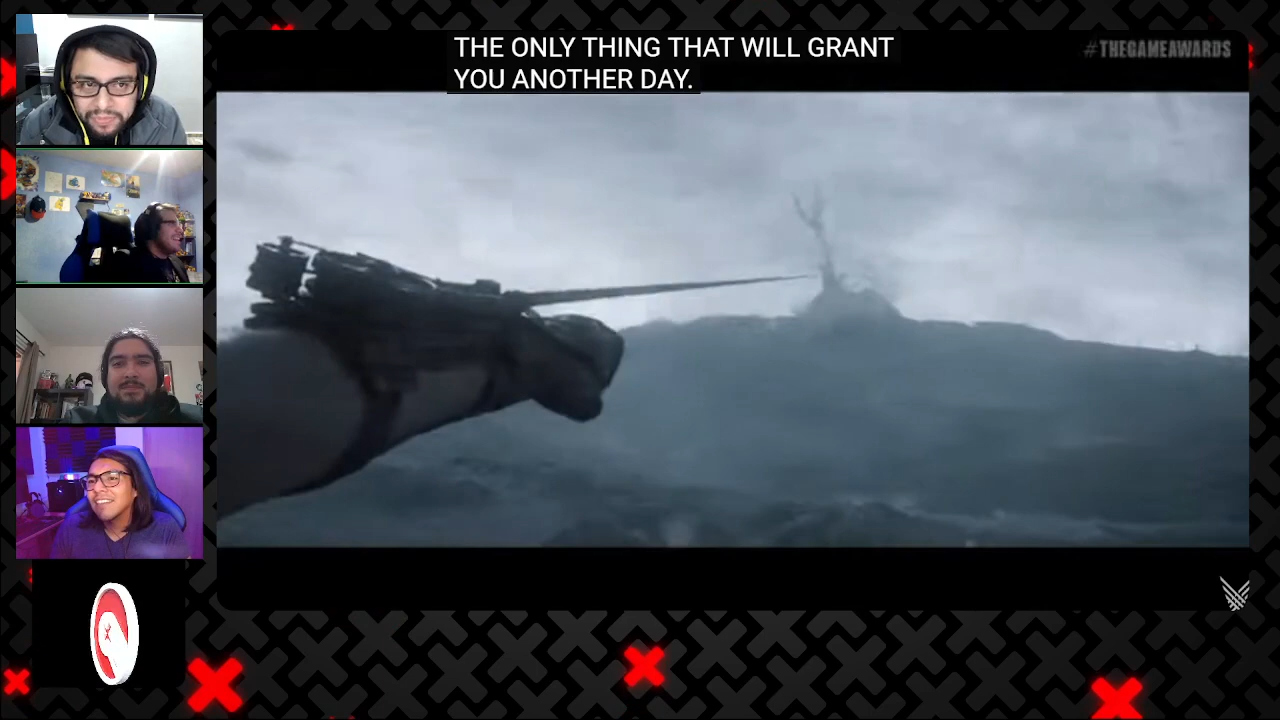 THE ONLY THING THAT WILL GRANT
YOU ANOTHER DAY.
#THEGAMEAWARDS